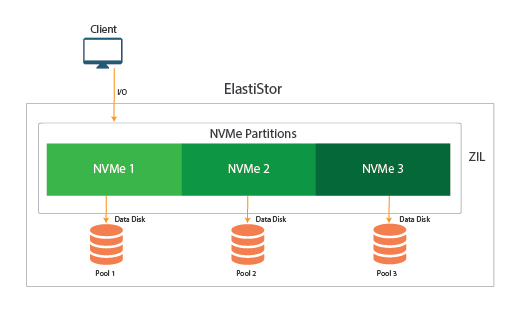 Client
I/O
ElastiStor
NVMe Partitions
ZIL
NVMe 1
NVMe 2
NVMe 3
Data Disk
Data Disk
Data Disk
Pool 1
Pool 2
Pool 3